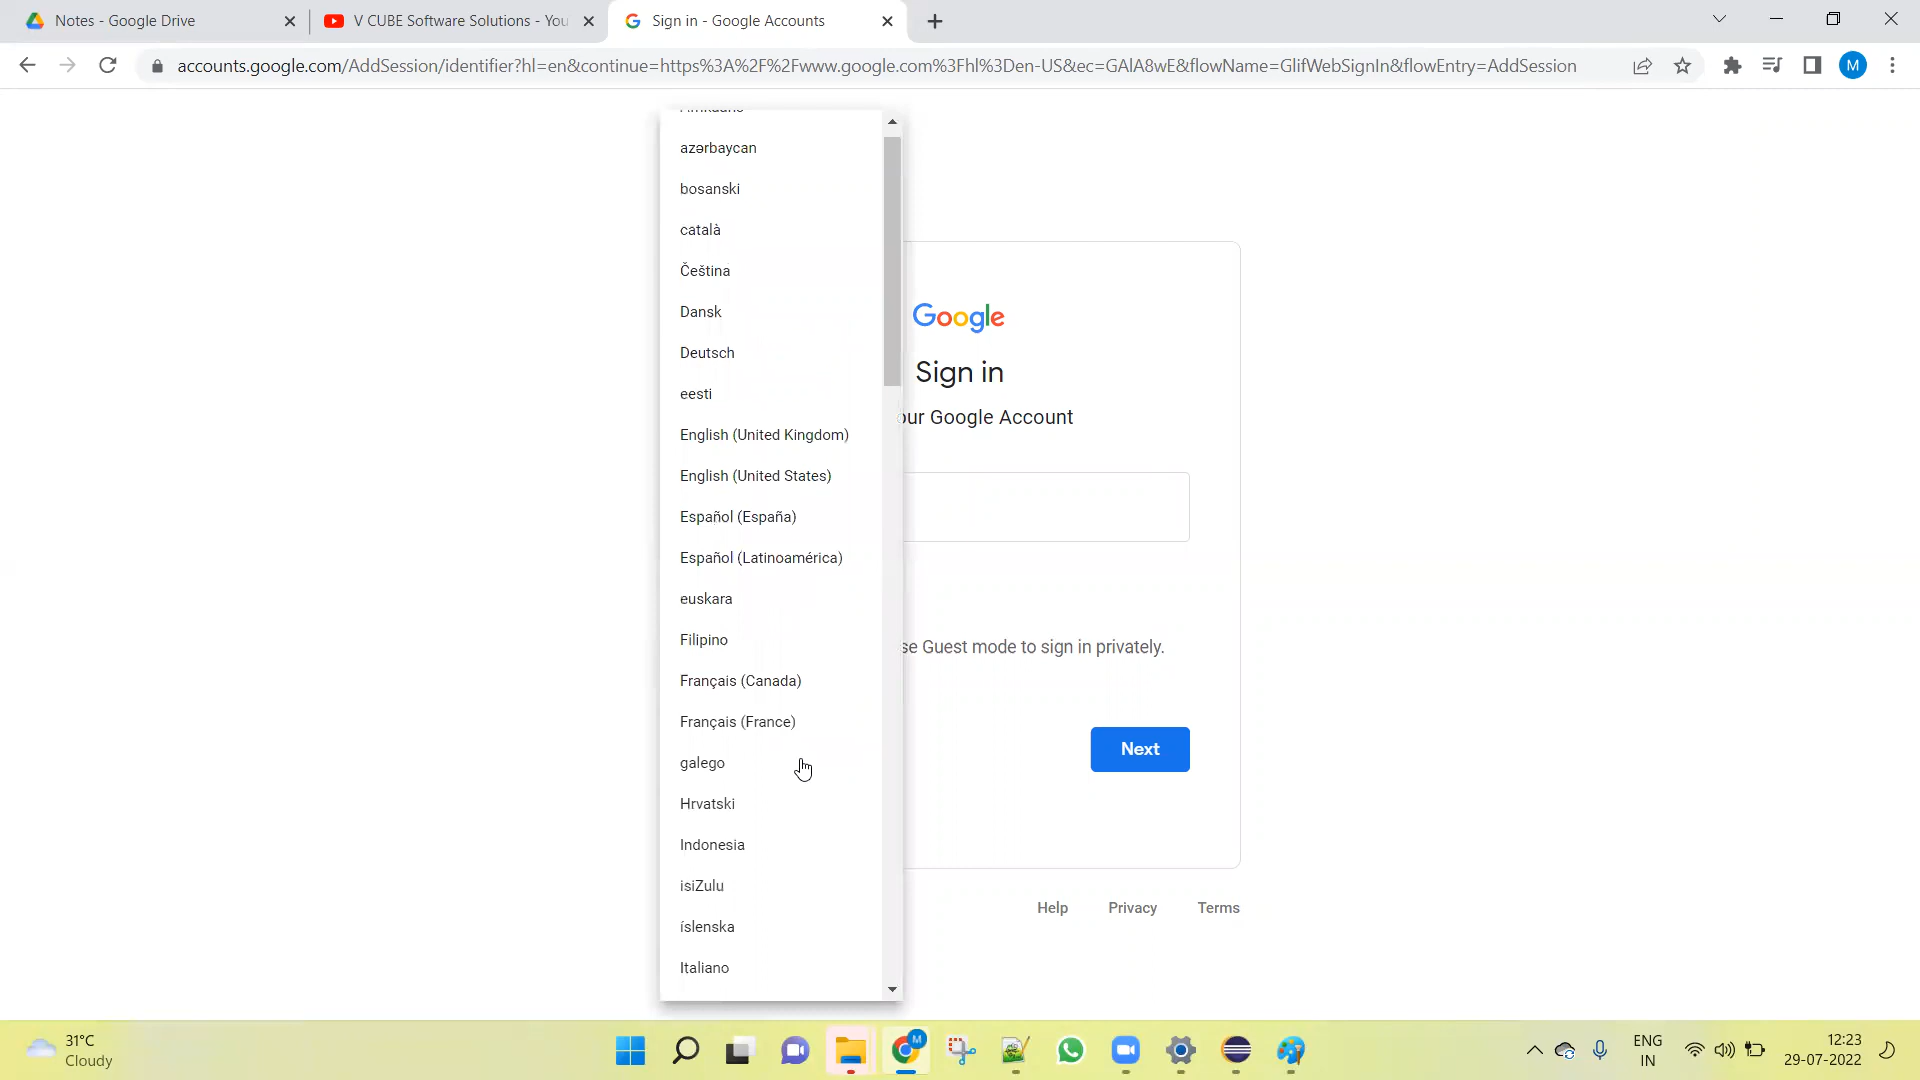 Notes - Google Drive
V CUBE Software Solutions - You
Sign in - Google Accounts
accounts.google.com/AddSession/identifier?hl=en&continue=https%3A%2F%2Fwww.google.com%3Fhl%3Den-US&ec=GAlA8wE&flowName=GlifWebSignIn&flowEntry=AddSession
M
azərbaycan
bosanski
català
Čeština
Dansk
Deutsch
eesti
English (United Kingdom)
English (United States)
Español (España)
Español (Latinoamérica)
euskara
Filipino
Français (Canada)
Français (France)
galego
Hrvatski
Indonesia
isiZulu
íslenska
Italiano
Google
Sign in
our Google Account
se Guest mode to sign in privately.
Next
Help Privacy Terms
31°C
Cloudy
M
ENG
IN
12:23
29-07-2022